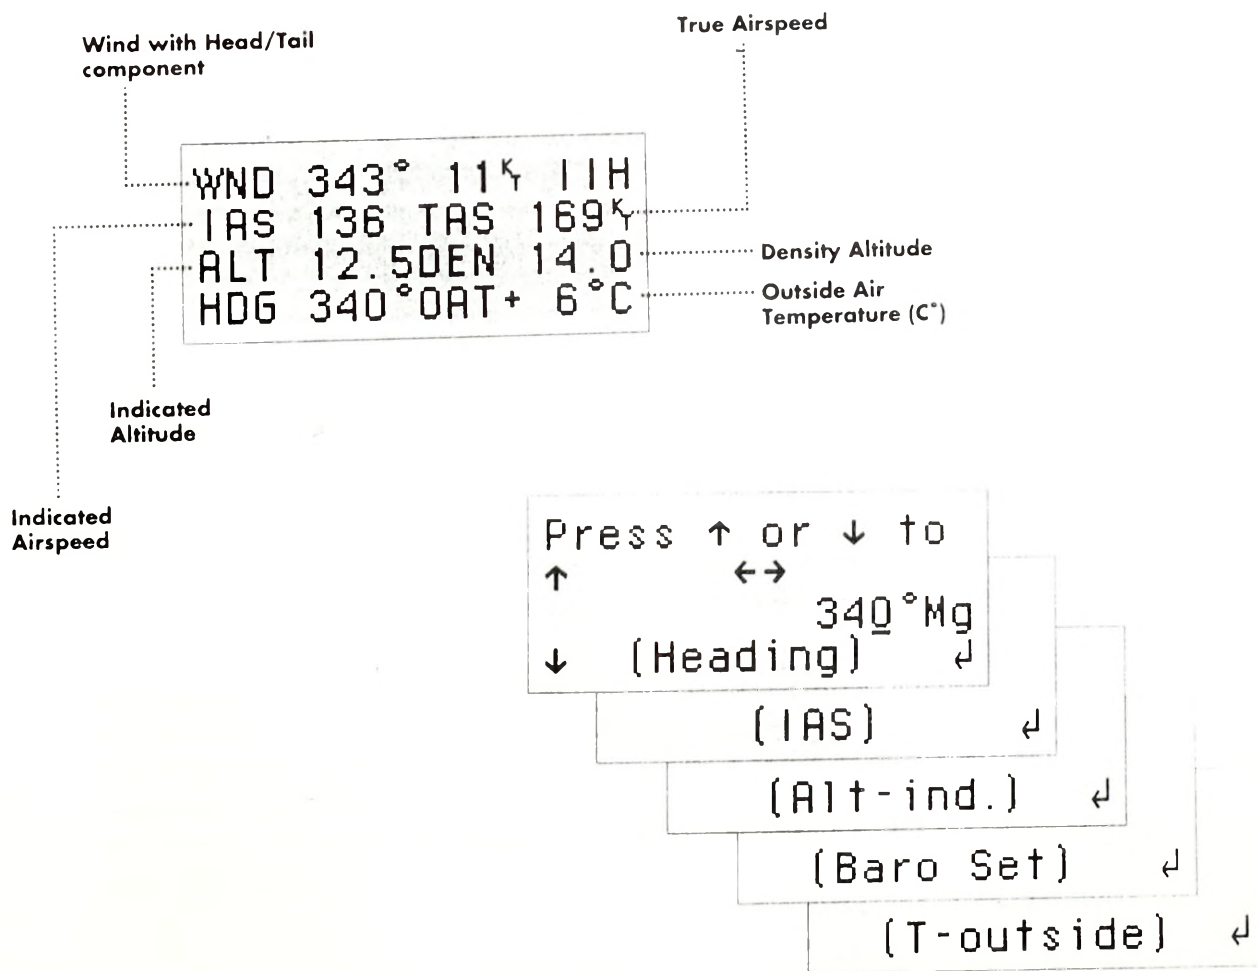 True Airspeed
Wind with Head/Tail
component
WND 343° 11KT 11H
IAS 136 TAS 169KT
ALT 12.5DEN 14.0
HDG 340°OAT+ 6°C
Density Altitude
Outside Air
Temperature (C°)
Indicated
Altitude
Indicated
Airspeed
Press ↑ or ↓ to
↑ ←→
340°Mg
↓ (Heading) ↵
(IAS) ↵
(Alt-ind.) ↵
(Baro Set) ↵
(T-outside) ↵